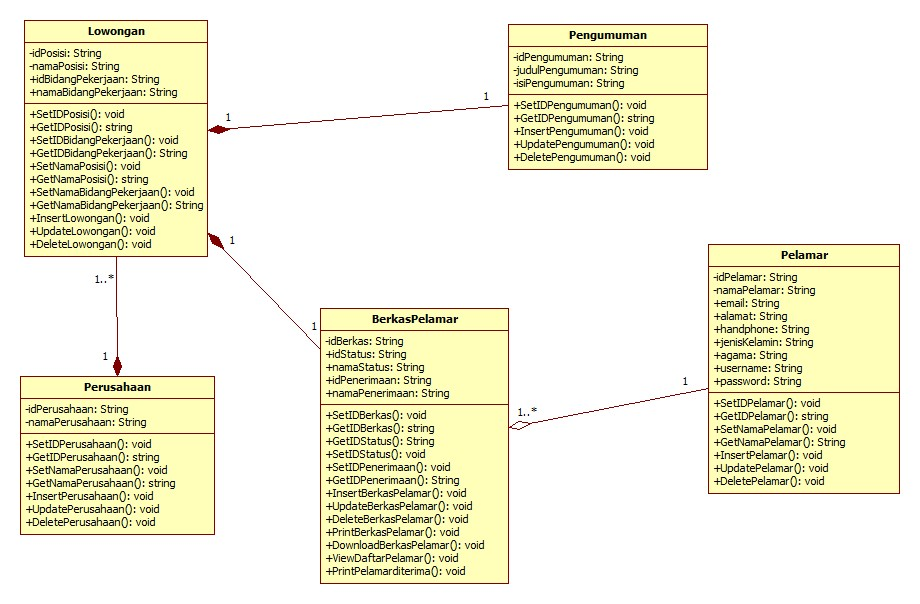 Lowongan
-idPosisi: String
-namaPosisi: String
+idBidangPekerjaan: String
+namaBidangPekerjaan: String
+SetIDPosisi(): void
+GetIDPosisi(): string
+SetIDBidangPekerjaan(): void
+GetIDBidangPekerjaan(): String
+SetNamaPosisi(): void
+GetNamaPosisi(): string
+SetNamaBidangPekerjaan(): void
+GetNamaBidangPekerjaan(): String
+InsertLowongan(): void
+UpdateLowongan(): void
+DeleteLowongan(): void
1
1
Pengumuman
-idPengumuman: String
-judulPengumuman: String
-isiPengumuman: String
+SetIDPengumuman(): void
+GetIDPengumuman(): string
+InsertPengumuman(): void
+UpdatePengumuman(): void
+DeletePengumuman(): void
1
1
1..*
1
Perusahaan
-idPerusahaan: String
-namaPerusahaan: String
+SetIDPerusahaan(): void
+GetIDPerusahaan(): string
+SetNamaPerusahaan(): void
+GetNamaPerusahaan(): string
+InsertPerusahaan(): void
+UpdatePerusahaan(): void
+DeletePerusahaan(): void
BerkasPelamar
-idBerkas: String
+idStatus: String
+namaStatus: String
+idPenerimaan: String
+namaPenerimaan: String
+SetIDBerkas(): void
+GetIDBerkas(): string
+GetIDStatus(): String
+SetIDStatus(): void
+SetIDPenerimaan(): void
+GetIDPenerimaan(): String
+InsertBerkasPelamar(): void
+UpdateBerkasPelamar(): void
+DeleteBerkasPelamar(): void
+PrintBerkasPelamar(): void
+DownloadBerkasPelamar(): void
+ViewDaftarPelamar(): void
+PrintPelamarditerima(): void
1..*
1
Pelamar
-idPelamar: String
-namaPelamar: String
+email: String
+alamat: String
+handphone: String
+jenisKelamin: String
+agama: String
+username: String
+password: String
+SetIDPelamar(): void
+GetIDPelamar(): string
+SetNamaPelamar(): void
+GetNamaPelamar(): String
+InsertPelamar(): void
+UpdatePelamar(): void
+DeletePelamar(): void